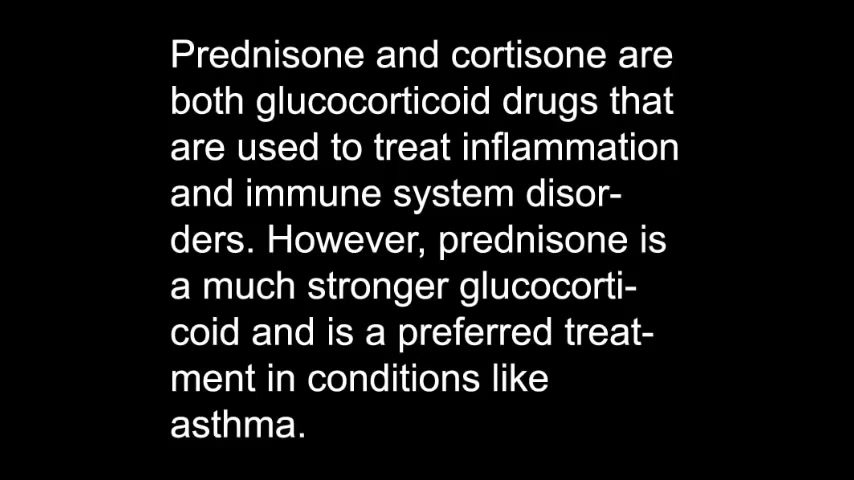 Prednisone and cortisone are
both glucocorticoid drugs that
are used to treat inflammation
and immune system disor-
ders. However, prednisone is
a much stronger glucocorti-
coid and is a preferred treat-
ment in conditions like
asthma.